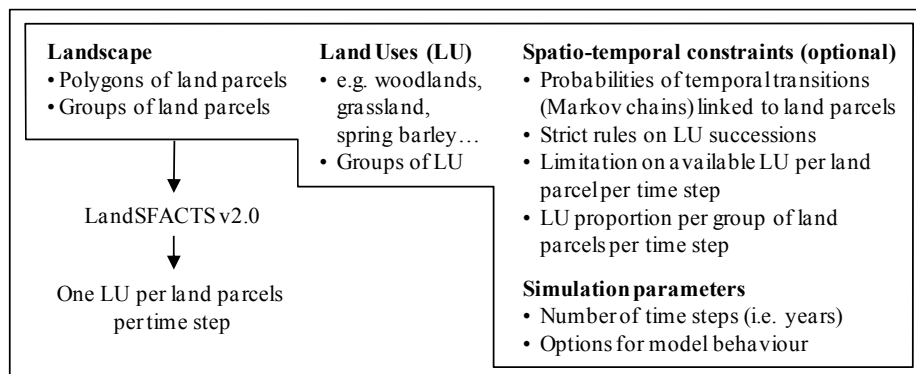 Landscape
• Polygons of land parcels
• Groups of land parcels
Land Uses (LU)
• e.g. woodlands,
grassland,
spring barley…
• Groups of LU
Spatio-temporal constraints (optional)
• Probabilities of temporal transitions
(Markov chains) linked to land parcels
• Strict rules on LU successions
• Limitation on available LU per land
parcel per time step
• LU proportion per group of land
parcels per time step
Simulation parameters
• Number of time steps (i.e. years)
• Options for model behaviour
LandSFACTS v2.0
One LU per land parcels
per time step